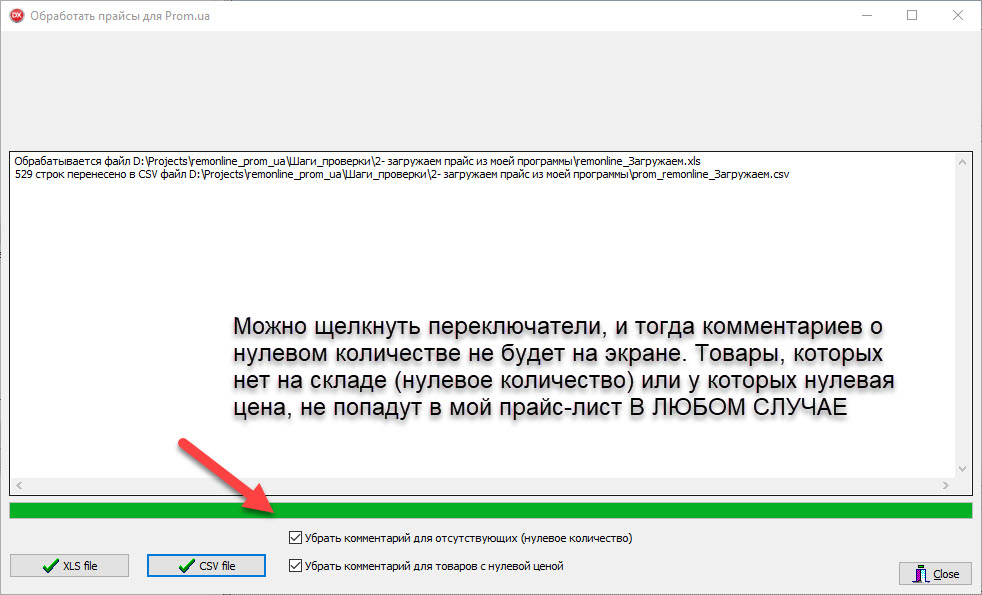 DX Обработать прайсы для Prom.ua
Обрабатывается файл D:\Projects\remonline_prom_ua\Шаги_проверки\2- загружаем прайс из моей программы\remonline_Загружаем.xls
529 строк перенесено в CSV файл D:\Projects\remonline_prom_ua\Шаги_проверки\2- загружаем прайс из моей программы\prom_remonline_Загружаем.csv
Можно щелкнуть переключатели, и тогда комментариев о
нулевом количестве не будет на экране. Товары, которых
нет на складе (нулевое количество) или у которых нулевая
цена, не попадут в мой прайс-лист В ЛЮБОМ СЛУЧАЕ
Убрать комментарий для отсутствующих (нулевое количество)
XLS file
CSV file
Убрать комментарий для товаров с нулевой ценой
Close